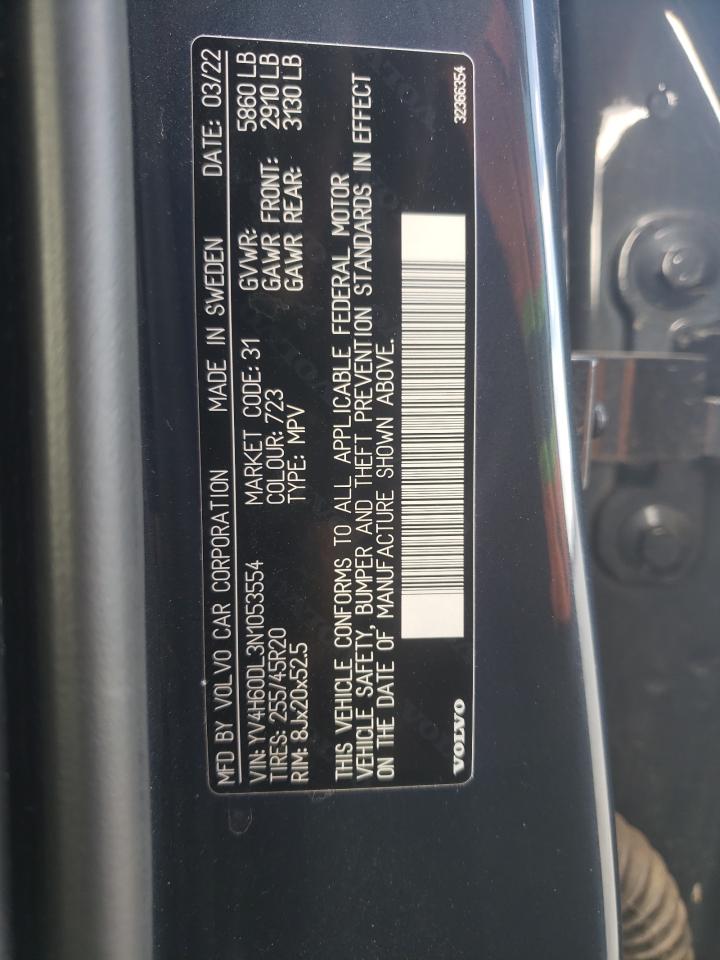 MFD BY VOLVO CAR CORPORATION MADE IN SWEDEN DATE: 03/22
VIN: YV4H60DL3N1053554 MARKET CODE: 31 GVWR: 5860 LB
TIRES: 255/45R20 COLOUR: 723 GAWR FRONT: 2910 LB
RIM: 8Jx20x52.5 TYPE: MPV GAWR REAR: 3130 LB
THIS VEHICLE CONFORMS TO ALL APPLICABLE FEDERAL MOTOR
VEHICLE SAFETY, BUMPER AND THEFT PREVENTION STANDARDS IN EFFECT
ON THE DATE OF MANUFACTURE SHOWN ABOVE.
VOLVO 32366354